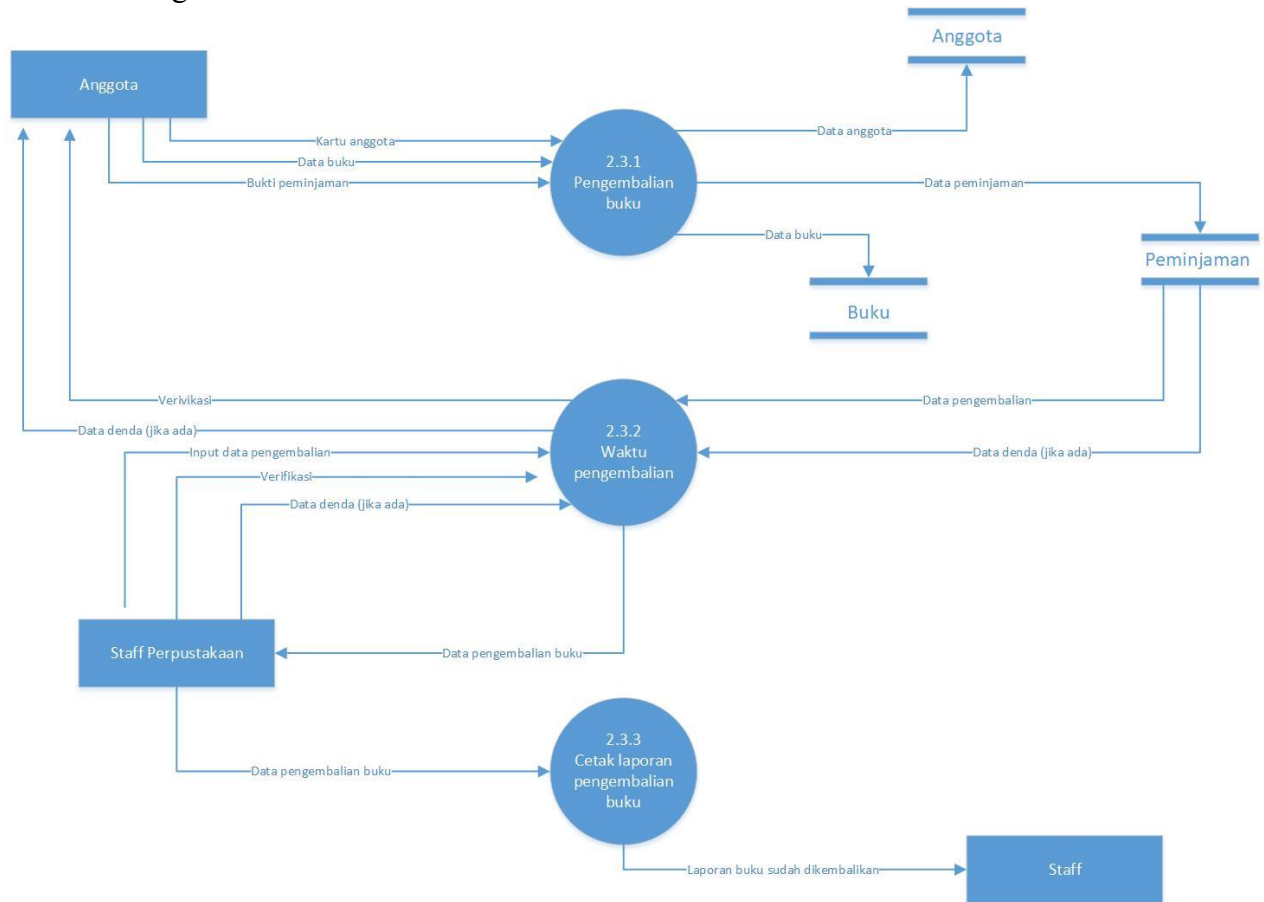 g
Anggota
Anggota
Kartu anggota
Data anggota
Data buku
2.3.1
Pengembalian
buku
Bukti peminjaman
Data peminjaman
Data buku
Peminjaman
Buku
Verivikasi
Data pengembalian
Data denda (jika ada)
2.3.2
Waktu
pengembalian
Input data pengembalian
Data denda (jika ada)
Verifikasi
Data denda (jika ada)
Staff Perpustakaan
Data pengembalian buku
2.3.3
Cetak laporan
pengembalian
buku
Data pengembalian buku
Laporan buku sudah dikembalikan
Staff